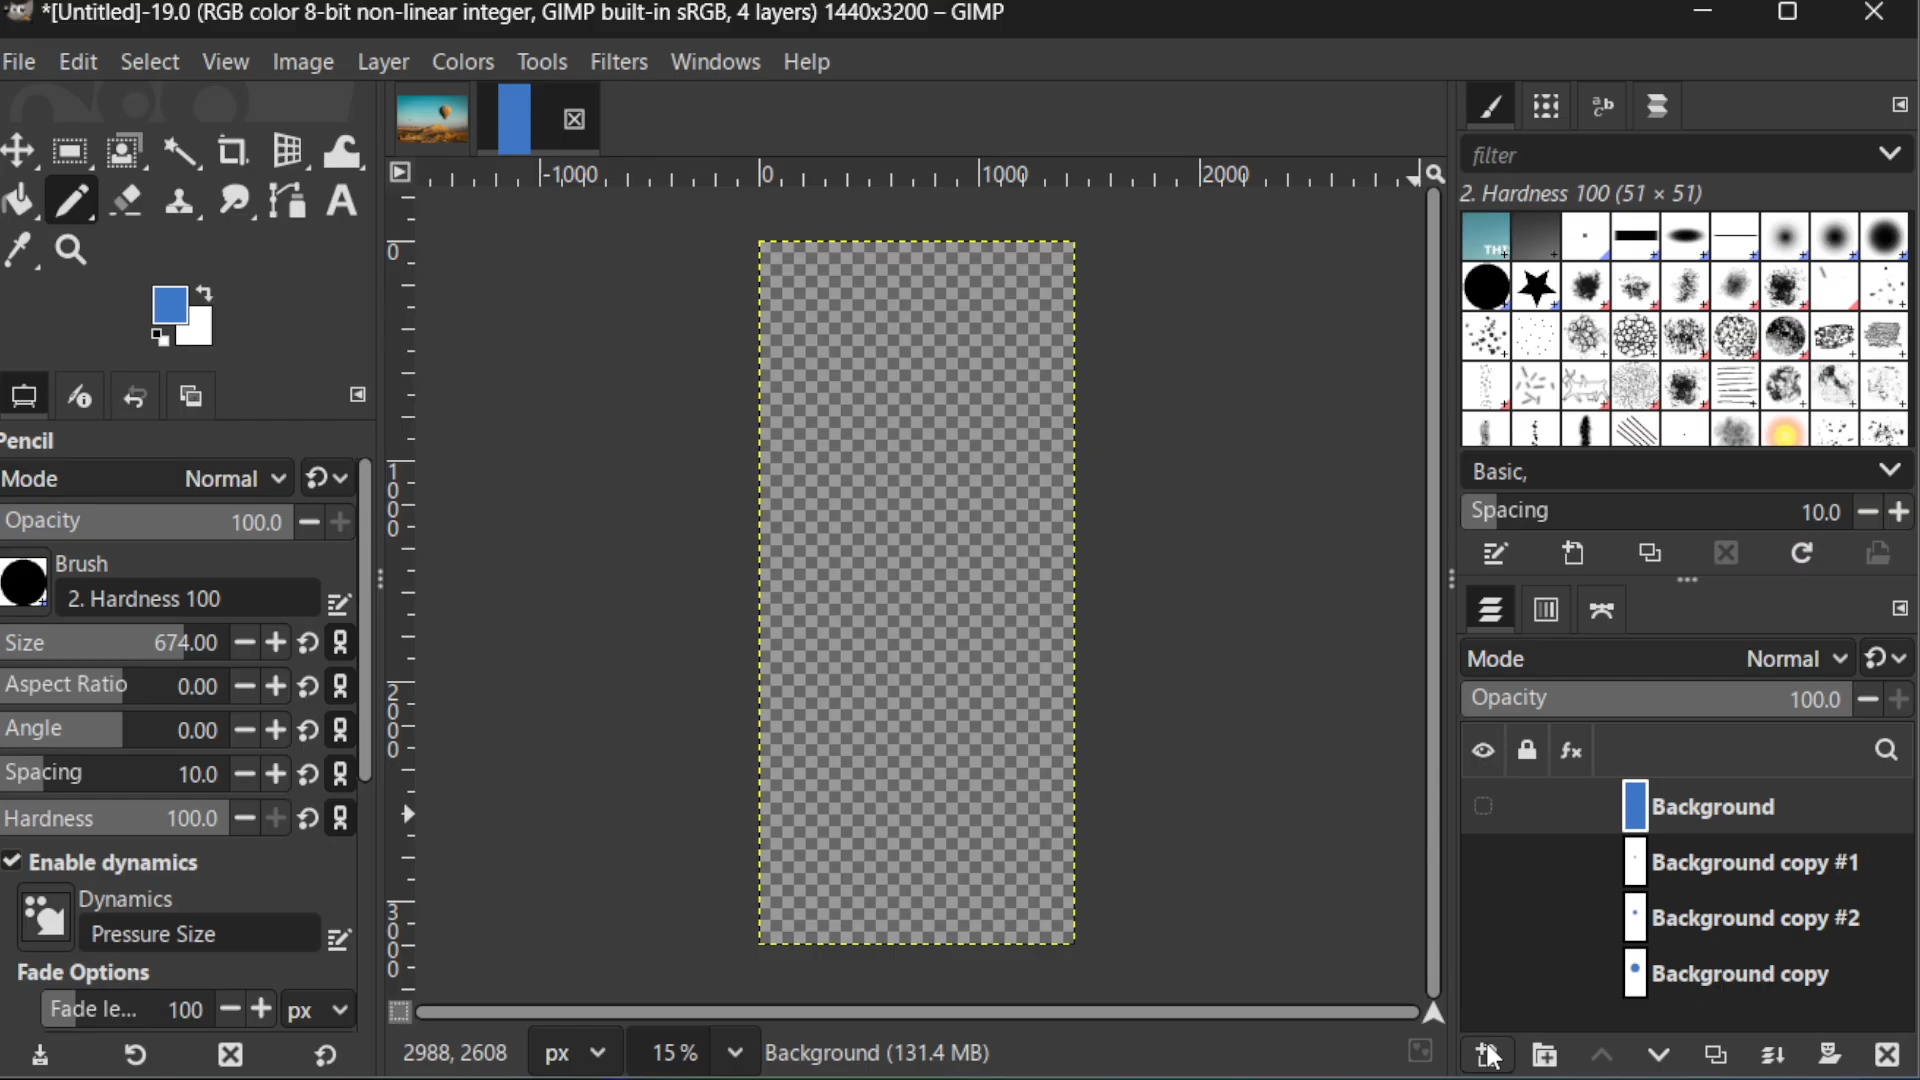 *[Untitled]-19.0 (RGB color 8-bit non-linear integer, GIMP built-in sRGB, 4 layers) 1440x3200 – GIMP
File Edit Select View Image Layer Colors Tools Filters Windows Help
-1000 0 1000 2000
0
1000
2000
3000
Pencil
Mode Normal
Opacity 100.0
Brush
2. Hardness 100
Size 674.00
Aspect Ratio 0.00
Angle 0.00
Spacing 10.0
Hardness 100.0
Enable dynamics
Dynamics
Pressure Size
Fade Options
Fade le... 100 px
2988, 2608 px 15 % Background (131.4 MB)
filter
2. Hardness 100 (51 × 51)
Basic,
Spacing 10.0
Mode Normal
Opacity 100.0
fx
Background
Background copy #1
Background copy #2
Background copy